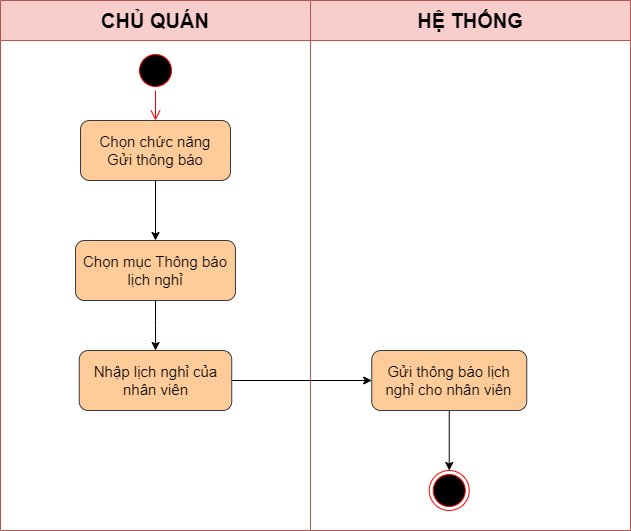 CHỦ QUÁN
HỆ THỐNG
Chọn chức năng
Gửi thông báo
Chọn mục Thông báo
lịch nghỉ
Nhập lịch nghỉ của
nhân viên
Gửi thông báo lịch
nghỉ cho nhân viên